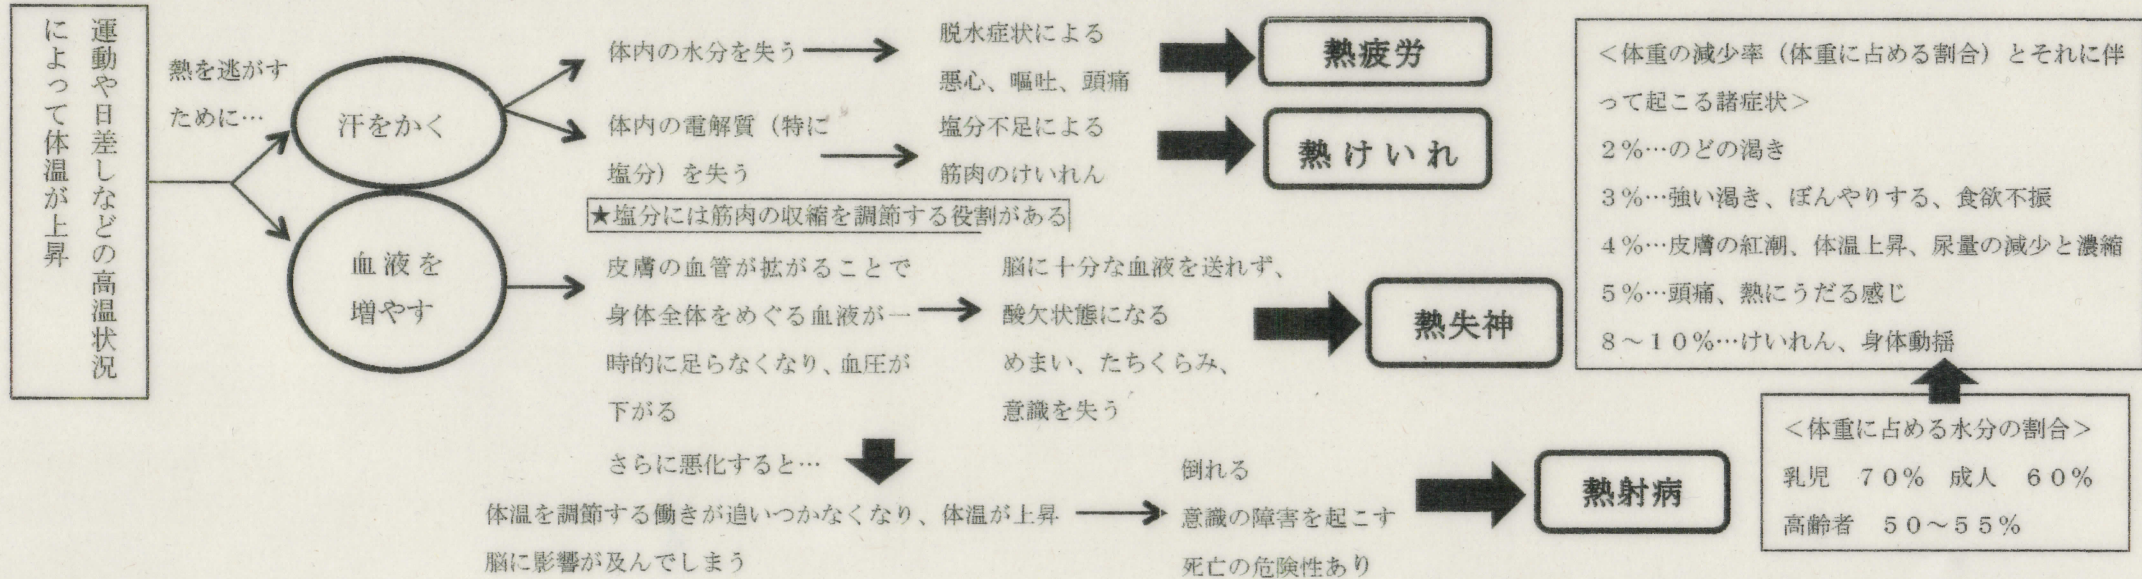 運動や日差しなどの高温状況
によって体温が上昇
熱を逃がす
ために…
汗をかく
血液を
増やす
体内の水分を失う
脱水症状による
悪心、嘔吐、頭痛
熱疲労
体内の電解質（特に
塩分）を失う
塩分不足による
筋肉のけいれん
熱けいれ
★塩分には筋肉の収縮を調節する役割がある
皮膚の血管が拡がることで
身体全体をめぐる血液が一
時的に足らなくなり、血圧が
下がる
脳に十分な血液を送れず、
酸欠状態になる
めまい、たちくらみ、
意識を失う
熱失神
さらに悪化すると…
体温を調節する働きが追いつかなくなり、体温が上昇
脳に影響が及んでしまう
倒れる
意識の障害を起こす
死亡の危険性あり
熱射病
＜体重の減少率（体重に占める割合）とそれに伴
って起こる諸症状＞
２％…のどの渇き
３％…強い渇き、ぼんやりする、食欲不振
４％…皮膚の紅潮、体温上昇、尿量の減少と濃縮
５％…頭痛、熱にうだる感じ
８～１０％…けいれん、身体動揺
＜体重に占める水分の割合＞
乳児　７０％　成人　６０％
高齢者　５０～５５％